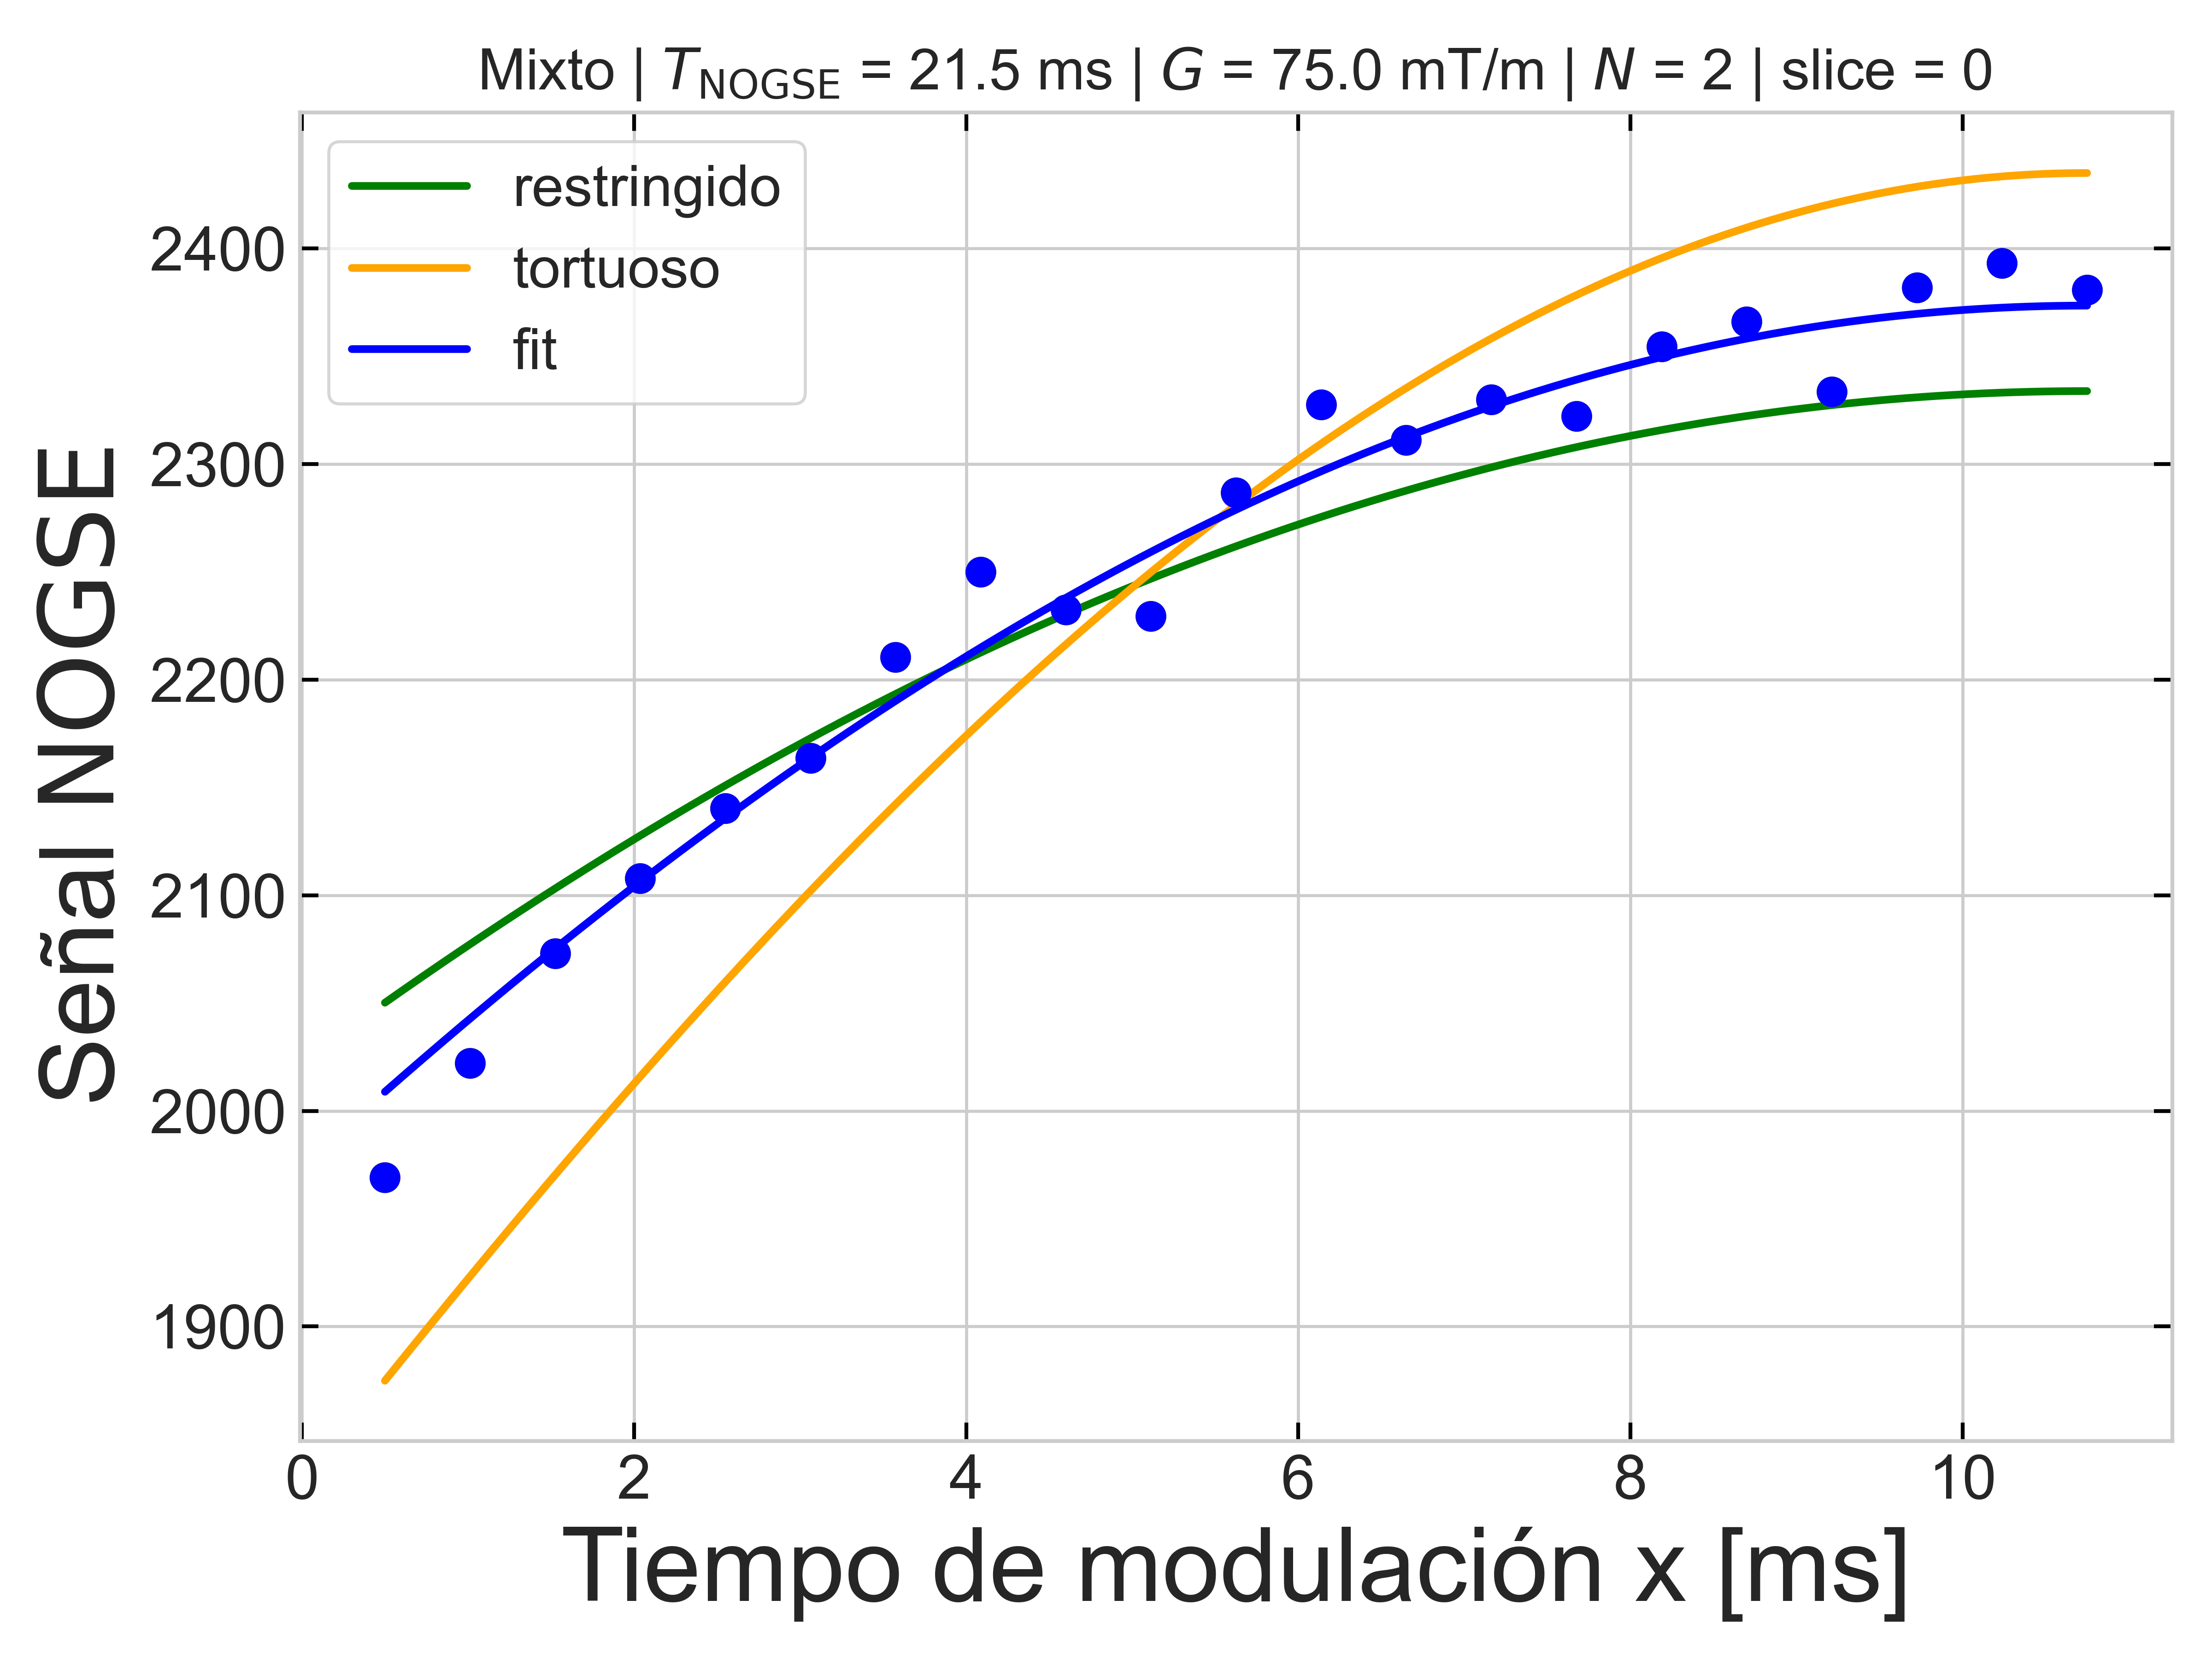 Mixto | T_NOGSE = 21.5 ms | G = 75.0 mT/m | N = 2 | slice = 0
restringido
tortuoso
fit
Señal NOGSE
2400
2300
2200
2100
2000
1900
0 2 4 6 8 10
Tiempo de modulación x [ms]